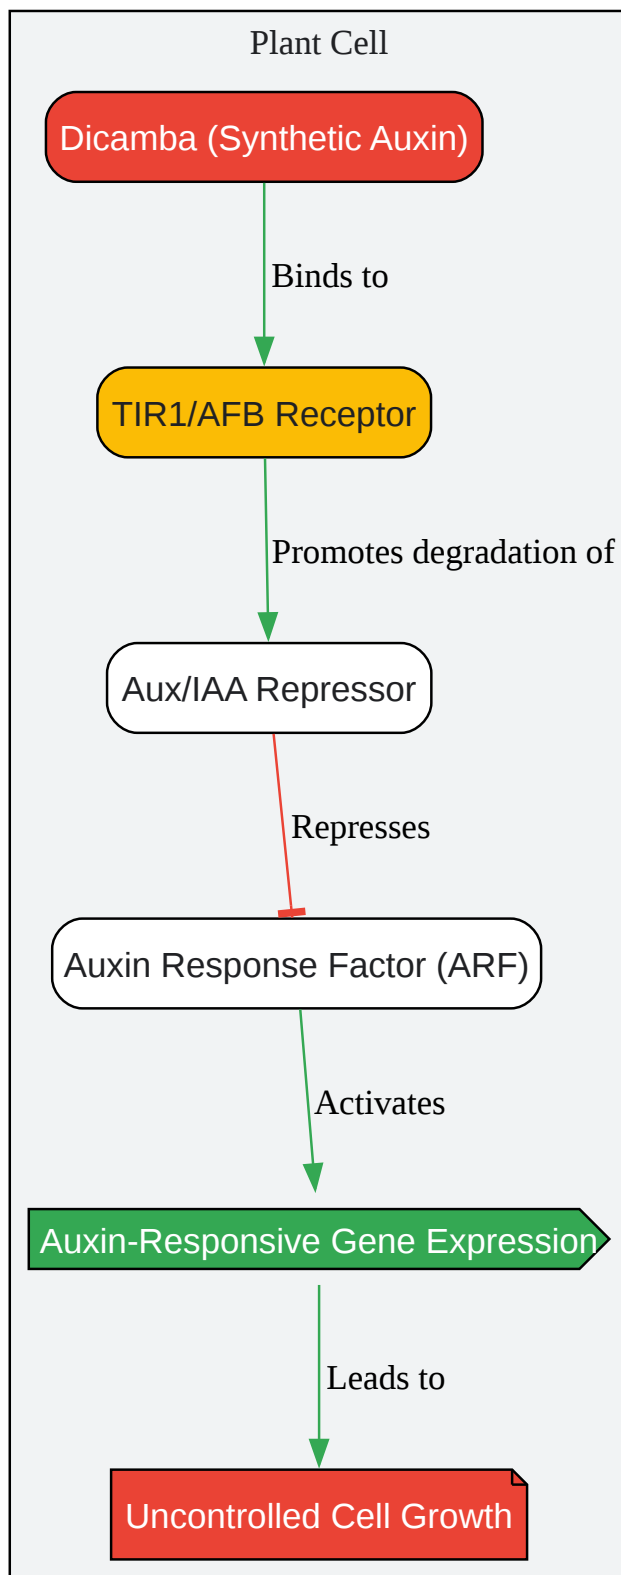 Plant Cell
Dicamba (Synthetic Auxin)
Binds to
TIR1/AFB Receptor
Promotes degradation of
Aux/IAA Repressor
Represses
Auxin Response Factor (ARF)
Activates
Auxin-Responsive Gene Expression
Leads to
Uncontrolled Cell Growth